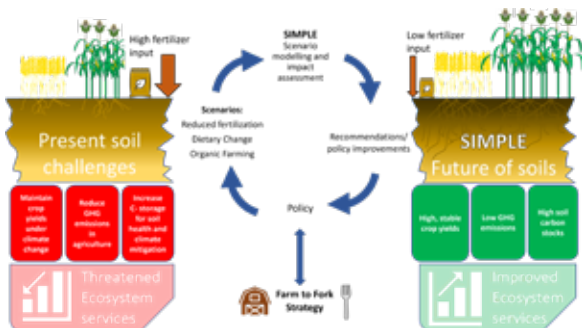 High fertilizer
input
Present soil
challenges
Maintain
crop
yields
under
climate
change
Reduce
GHG
emissions
in
agriculture
Increase
C- storage
for soil
health and
climate
mitigation
Threatened
Ecosystem
services
SIMPLE
Scenario
modelling and
impact
assessment
Scenarios:
Reduced fertilization
Dietary Change
Organic Farming
Recommendations/
policy improvements
Policy
Farm to Fork
Strategy
Low fertilizer
input
SIMPLE
Future of soils
High, stable
crop yields
Low GHG
emissions
High soil
carbon
stocks
Improved
Ecosystem
services